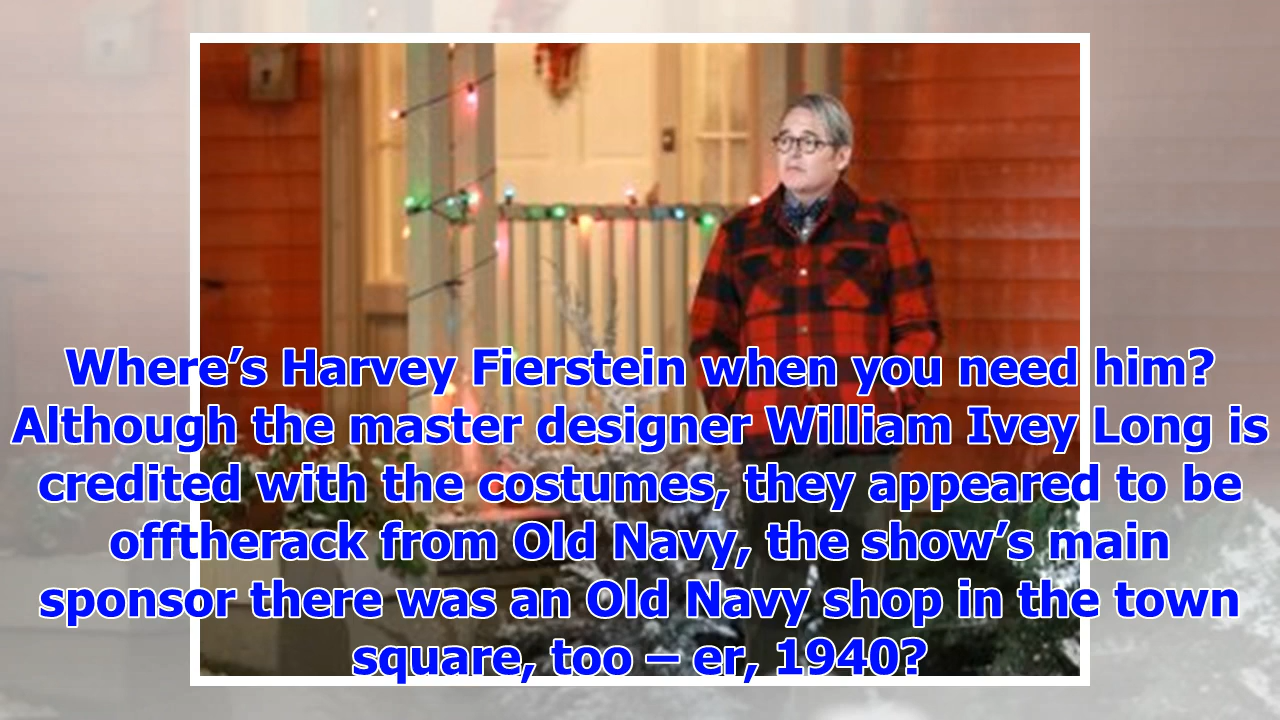 Where’s Harvey Fierstein when you need him?
Although the master designer William Ivey Long is
credited with the costumes, they appeared to be
offtherack from Old Navy, the show’s main
sponsor there was an Old Navy shop in the town
square, too – er, 1940?